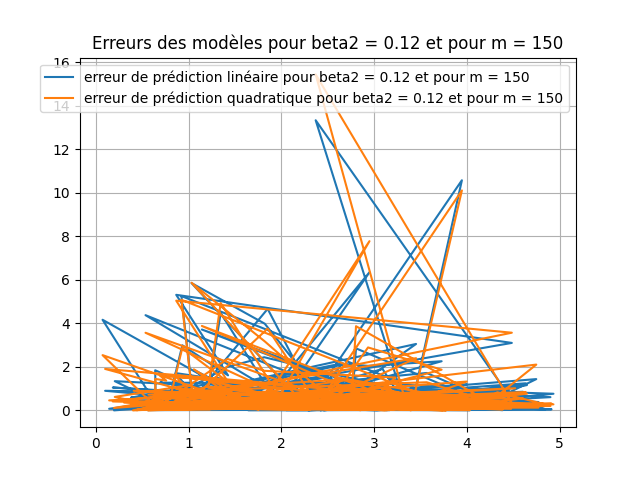 Erreurs des modèles pour beta2 = 0.12 et pour m = 150
erreur de prédiction linéaire pour beta2 = 0.12 et pour m = 150
erreur de prédiction quadratique pour beta2 = 0.12 et pour m = 150
16
14
12
10
8
6
4
2
0
0 1 2 3 4 5